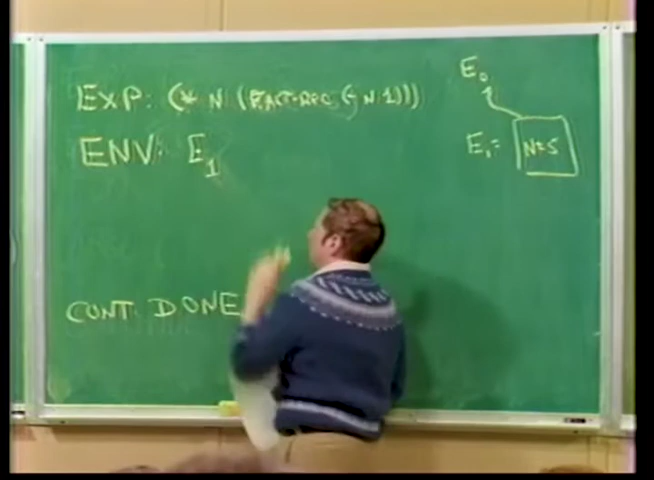 EXP: (* N (FACT-REC (- N 1)))
ENV: E1
CONT: DONE
E0
E1= N=5